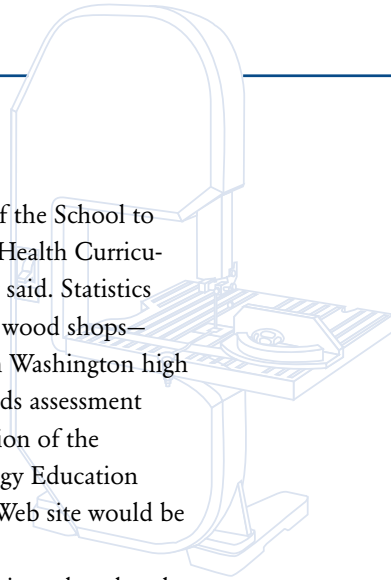 f the School to
Health Curricu-
said. Statistics
wood shops—
Washington high
ds assessment
ion of the
gy Education
Web site would be